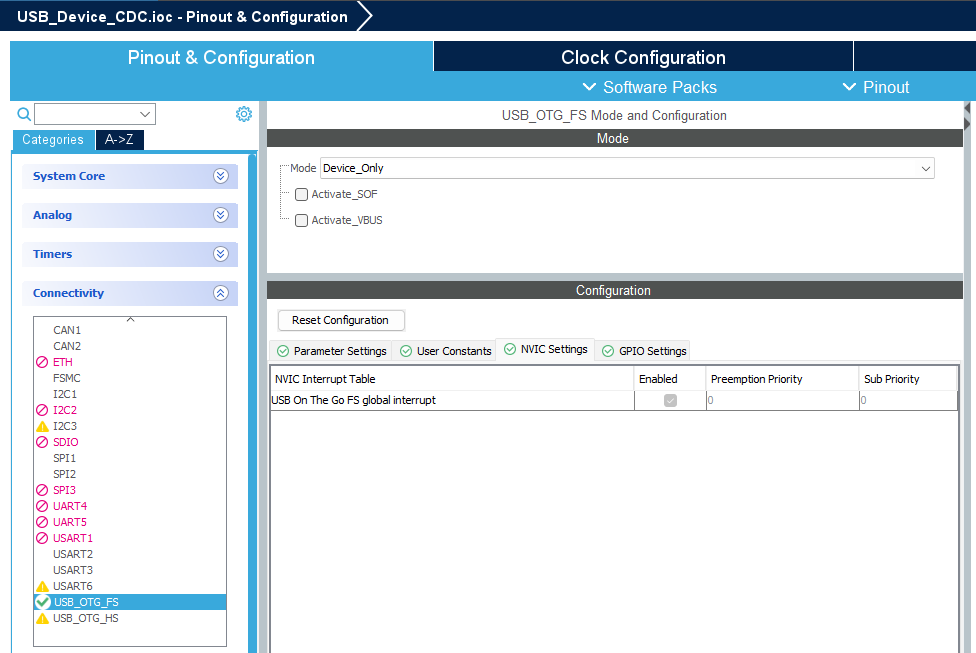 USB_Device_CDC.ioc - Pinout & Configuration
Pinout & Configuration
Clock Configuration
Software Packs
Pinout
Categories
A->Z
System Core
Analog
Timers
Connectivity
CAN1
CAN2
ETH
FSMC
I2C1
I2C2
I2C3
SDIO
SPI1
SPI2
SPI3
UART4
UART5
USART1
USART2
USART3
USART6
USB_OTG_FS
USB_OTG_HS
USB_OTG_FS Mode and Configuration
Mode
Mode Device_Only
Activate_SOF
Activate_VBUS
Configuration
Reset Configuration
Parameter Settings User Constants NVIC Settings GPIO Settings
NVIC Interrupt Table Enabled Preemption Priority Sub Priority
USB On The Go FS global interrupt 0 0